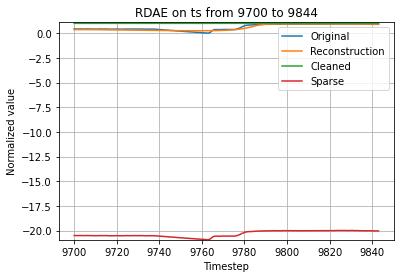 RDAE on ts from 9700 to 9844
0.0
−2.5
−5.0
−7.5
−10.0
−12.5
−15.0
−17.5
−20.0
Normalized value
Original
Reconstruction
Cleaned
Sparse
9700 9720 9740 9760 9780 9800 9820 9840
Timestep